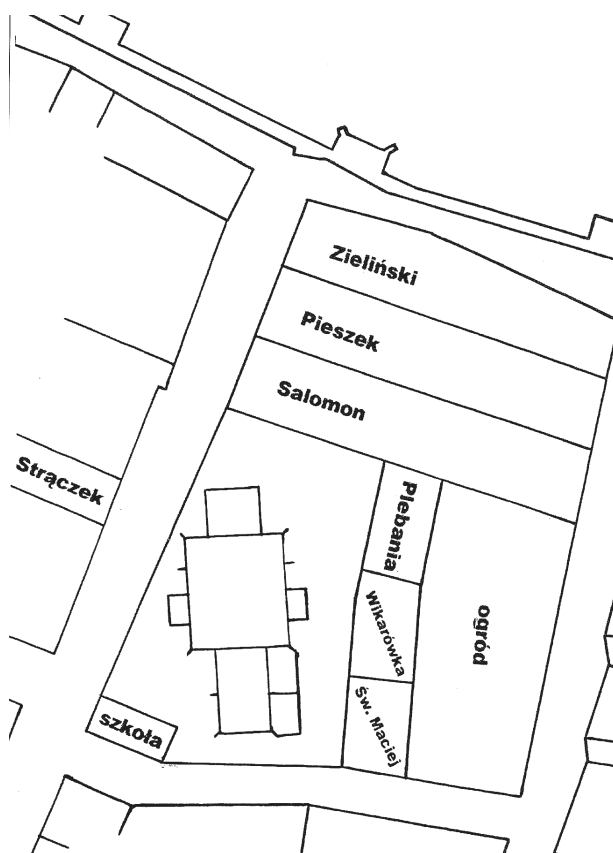 Zieliński
Pieszek
Salomon
Strączek
Plebania
Wikarówka
ogród
Św. Maciej
szkoła